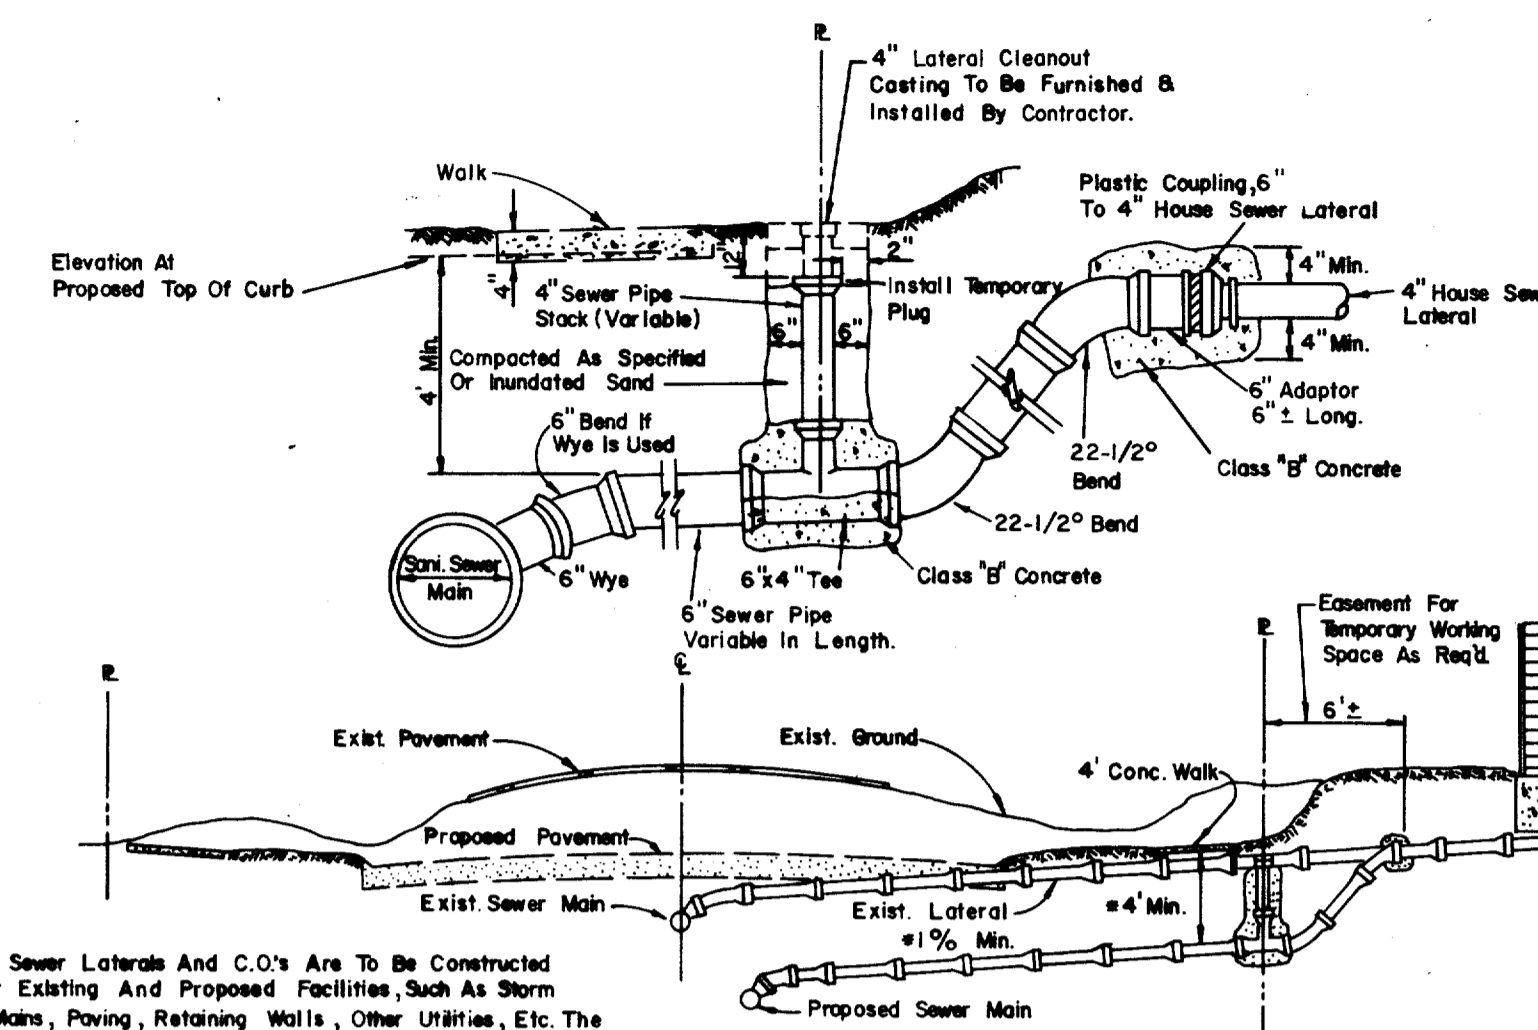 PL
4" Lateral Cleanout
Casting To Be Furnished &
Installed By Contractor.
Walk
Plastic Coupling, 6"
To 4" House Sewer Lateral
Elevation At
Proposed Top Of Curb
4"
12"
2"
4" Min.
4" Sewer Pipe
Stack (Variable)
Install Temporary
Plug
4" House Sew
Lateral
6"
6"
4" Min.
4' Min.
Compacted As Specified
Or Inundated Sand
6" Adaptor
6" ± Long.
6" Bend If
Wye Is Used
22-1/2°
Bend
Class "B" Concrete
22-1/2° Bend
Sani. Sewer
Main
6" Wye
6"x4" Tee
Class "B" Concrete
6" Sewer Pipe
Variable In Length.
Easement For
Temporary Working
Space As Req'd.
PL
CL
PL
6'±
Exist. Pavement
Exist. Ground
4' Conc. Walk
Proposed Pavement
Exist. Sewer Main
Exist. Lateral
*4' Min.
*1% Min.
Proposed Sewer Main
Sewer Laterals And C.O.'s Are To Be Constructed
Existing And Proposed Facilities, Such As Storm
Mains, Paving, Retaining Walls, Other Utilities, Etc. The